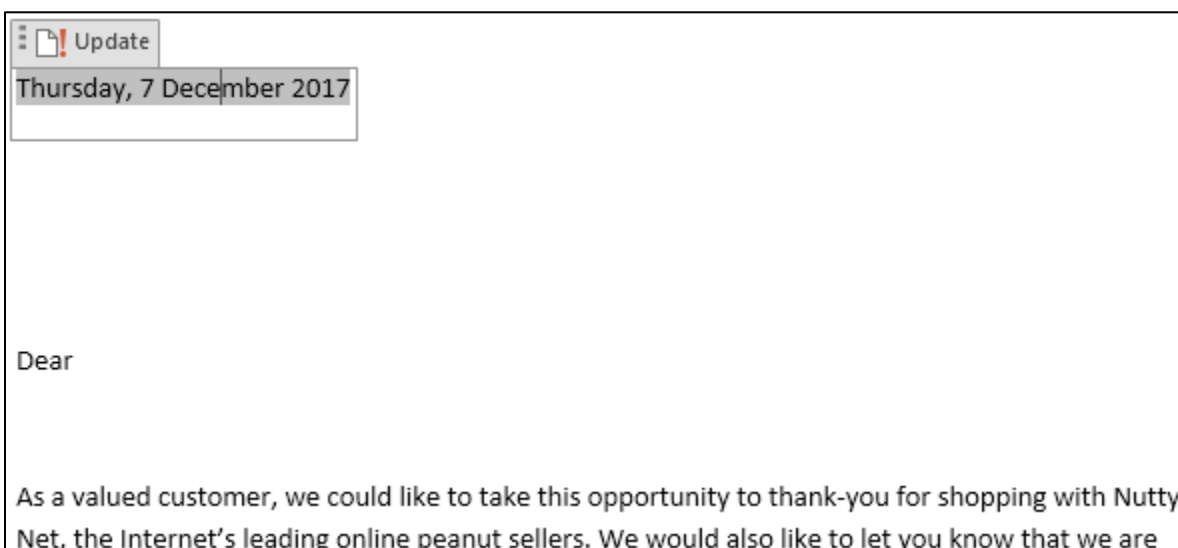 Update
Thursday, 7 December 2017
Dear
As a valued customer, we could like to take this opportunity to thank-you for shopping with Nutty
Net, the Internet's leading online peanut sellers. We would also like to let you know that we are